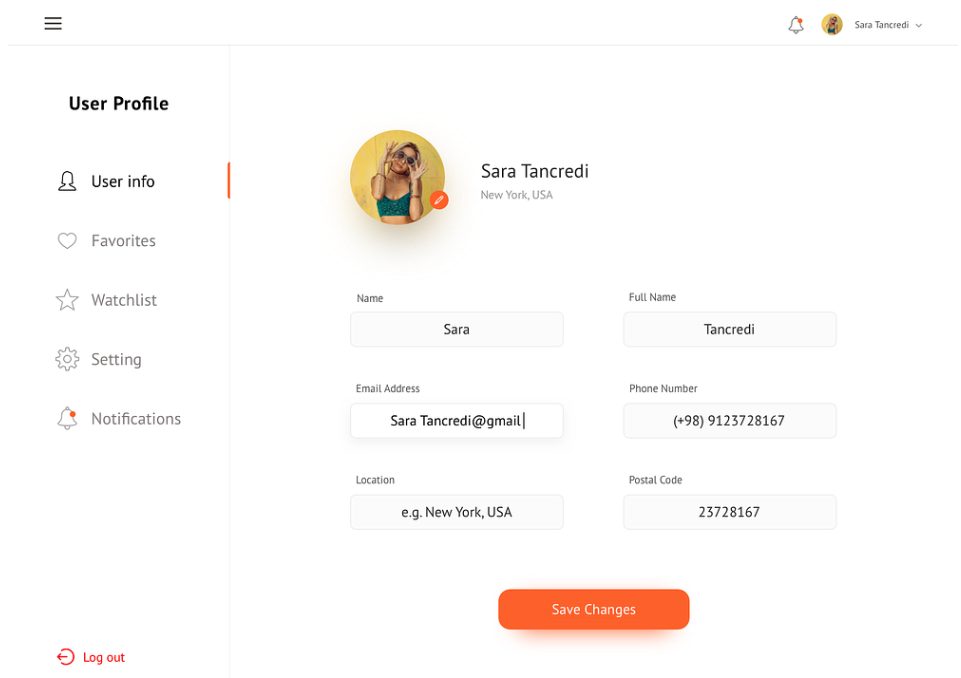 Sara Tancredi
User Profile
User info
Favorites
Watchlist
Setting
Notifications
Log out
Sara Tancredi
New York, USA
Name
Full Name
Sara
Tancredi
Email Address
Phone Number
Sara Tancredi@gmail
(+98) 9123728167
Location
Postal Code
e.g. New York, USA
23728167
Save Changes